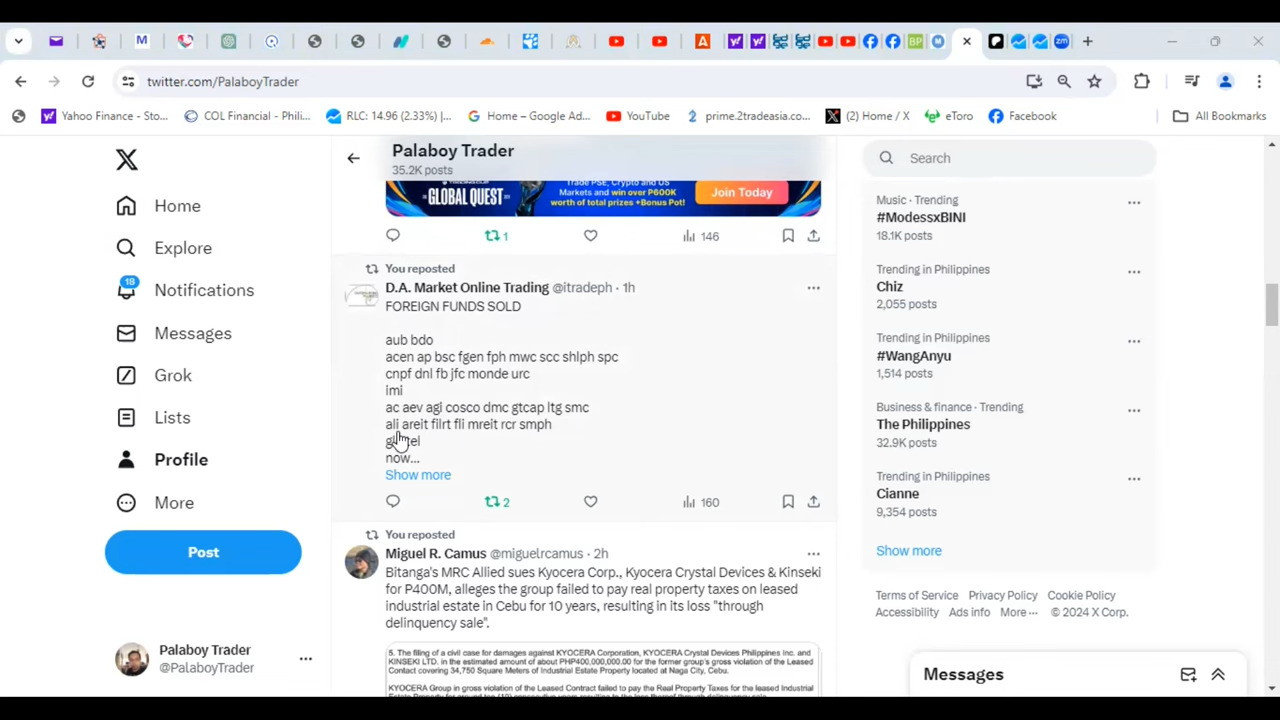 twitter.com/PalaboyTrader
Yahoo Finance - Sto...
COL Financial - Phili...
RLC: 14.96 (2.33%) |...
Home – Google Ad...
YouTube
prime.2tradeasia.co...
(2) Home / X
eToro
Facebook
All Bookmarks
Home
Explore
18
Notifications
Messages
Grok
Lists
Profile
More
Post
Palaboy Trader
@PalaboyTrader
Palaboy Trader
35.2K posts
GLOBAL QUEST
Trade PSE, Crypto and US
Markets and win over P600K
worth of total prizes +Bonus Pot!
Join Today
1
146
You reposted
D.A. Market Online Trading @itradeph · 1h
FOREIGN FUNDS SOLD
aub bdo
acen ap bsc fgen fph mwc scc shlph spc
cnpf dnl fb jfc monde urc
imi
ac aev agi cosco dmc gtcap ltg smc
ali areit filrt fli mreit rcr smph
now...
Show more
2
160
You reposted
Miguel R. Camus @miguelrcamus · 2h
Bitanga's MRC Allied sues Kyocera Corp., Kyocera Crystal Devices & Kinseki
for P400M, alleges the group failed to pay real property taxes on leased
industrial estate in Cebu for 10 years, resulting in its loss "through
delinquency sale".
5. The filing of a civil case for damages against KYOCERA Corporation, KYOCERA Crystal Devices Philippines Inc. and
KINSEKI LTD. in the estimated amount of about PHP400,000,000.00 for the former group's gross violation of the Leased
Contact covering 34,750 Square Meters of Industrial Estate Property located at Naga City, Cebu.
KYOCERA Group in gross violation of the Leased Contract failed to pay the Real Property Taxes for the leased Industrial
Search
Music · Trending
#ModessxBINI
18.1K posts
Trending in Philippines
Chiz
2,055 posts
Trending in Philippines
#WangAnyu
1,514 posts
Business & finance · Trending
The Philippines
32.9K posts
Trending in Philippines
Cianne
9,354 posts
Show more
Terms of Service Privacy Policy Cookie Policy
Accessibility Ads info More ··· © 2024 X Corp.
Messages